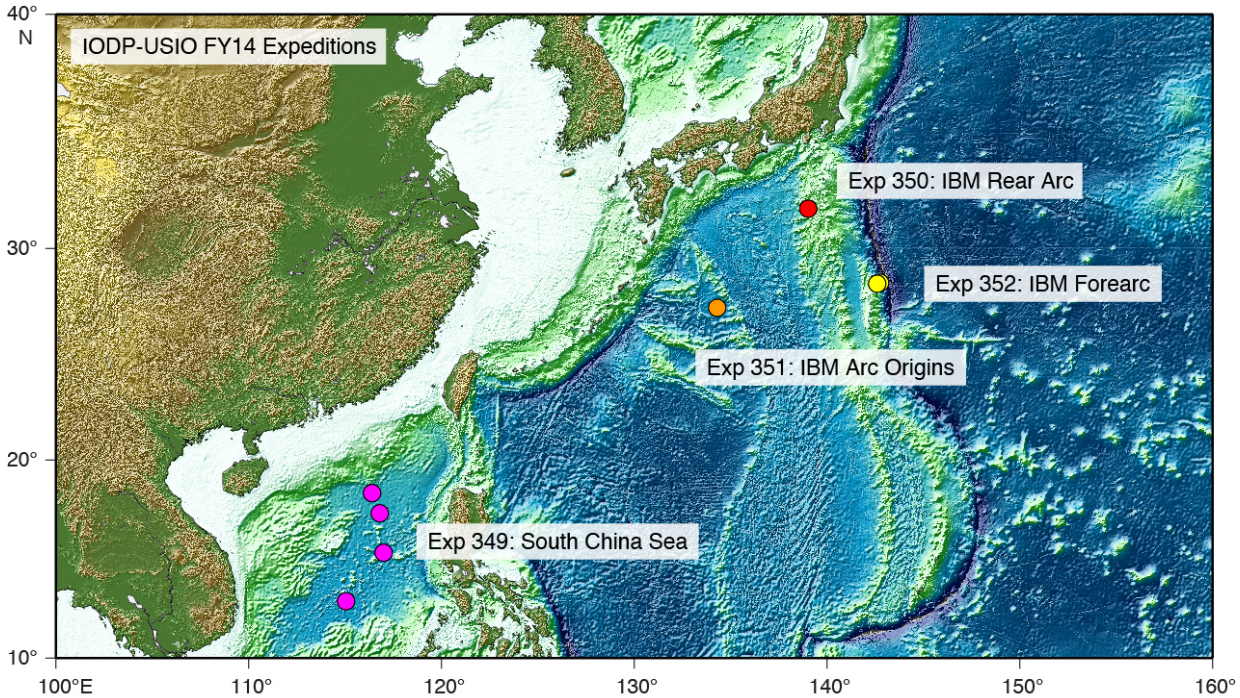 40°
N
IODP-USIO FY14 Expeditions
Exp 350: IBM Rear Arc
30°
Exp 352: IBM Forearc
Exp 351: IBM Arc Origins
20°
Exp 349: South China Sea
10°
100°E 110° 120° 130° 140° 150° 160°